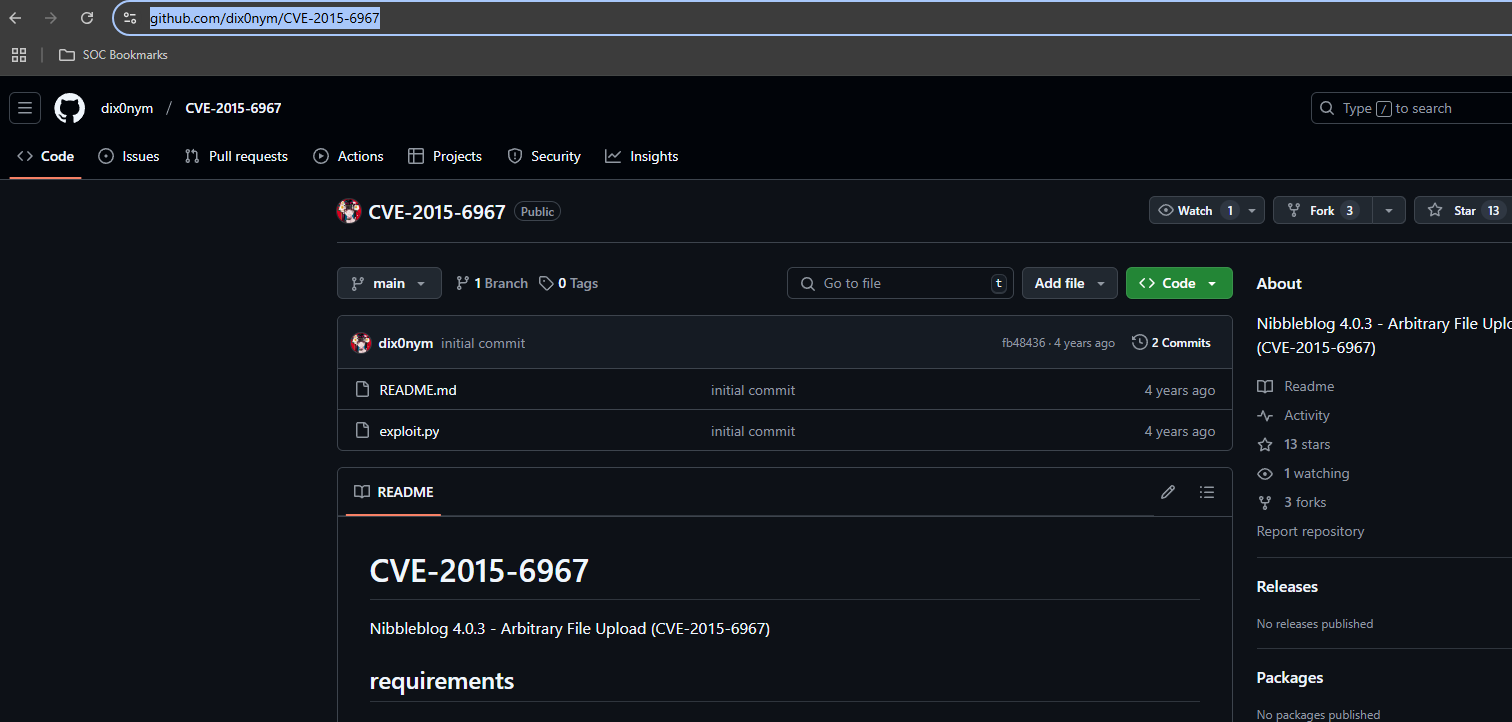 github.com/dix0nym/CVE-2015-6967
SOC Bookmarks
dix0nym / CVE-2015-6967
Type / to search
Code Issues Pull requests Actions Projects Security Insights
CVE-2015-6967 Public
Watch 1 Fork 3 Star 13
main 1 Branch 0 Tags Go to file t Add file Code
About
Nibbleblog 4.0.3 - Arbitrary File Uplo
(CVE-2015-6967)
dix0nym initial commit fb48436 · 4 years ago 2 Commits
README.md initial commit 4 years ago
exploit.py initial commit 4 years ago
Readme
Activity
13 stars
1 watching
3 forks
Report repository
README
CVE-2015-6967
Nibbleblog 4.0.3 - Arbitrary File Upload (CVE-2015-6967)
requirements
Releases
No releases published
Packages
No packages published